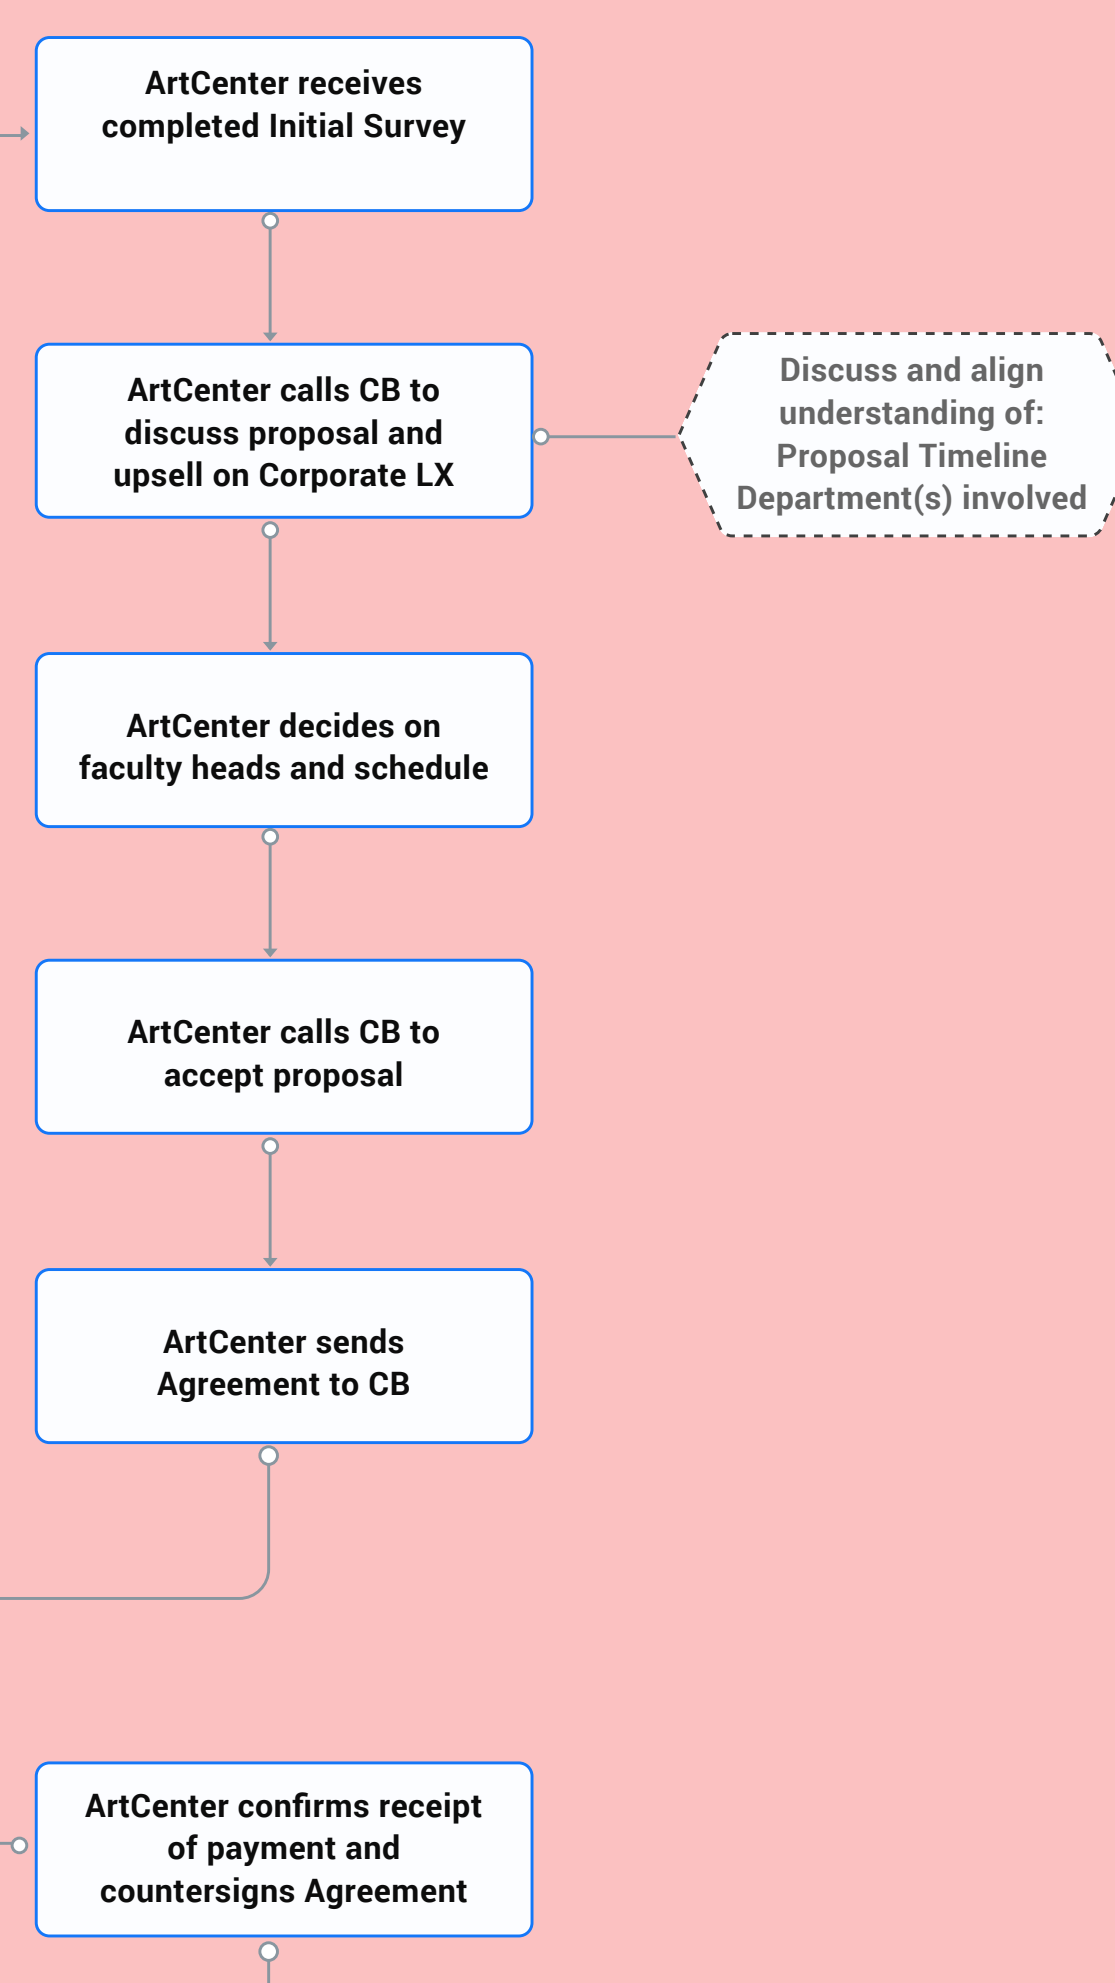 ArtCenter receives
completed Initial Survey
ArtCenter calls CB to
discuss proposal and
upsell on Corporate LX
Discuss and align
understanding of:
Proposal Timeline
Department(s) involved
ArtCenter decides on
faculty heads and schedule
ArtCenter calls CB to
accept proposal
ArtCenter sends
Agreement to CB
ArtCenter confirms receipt
of payment and
countersigns Agreement